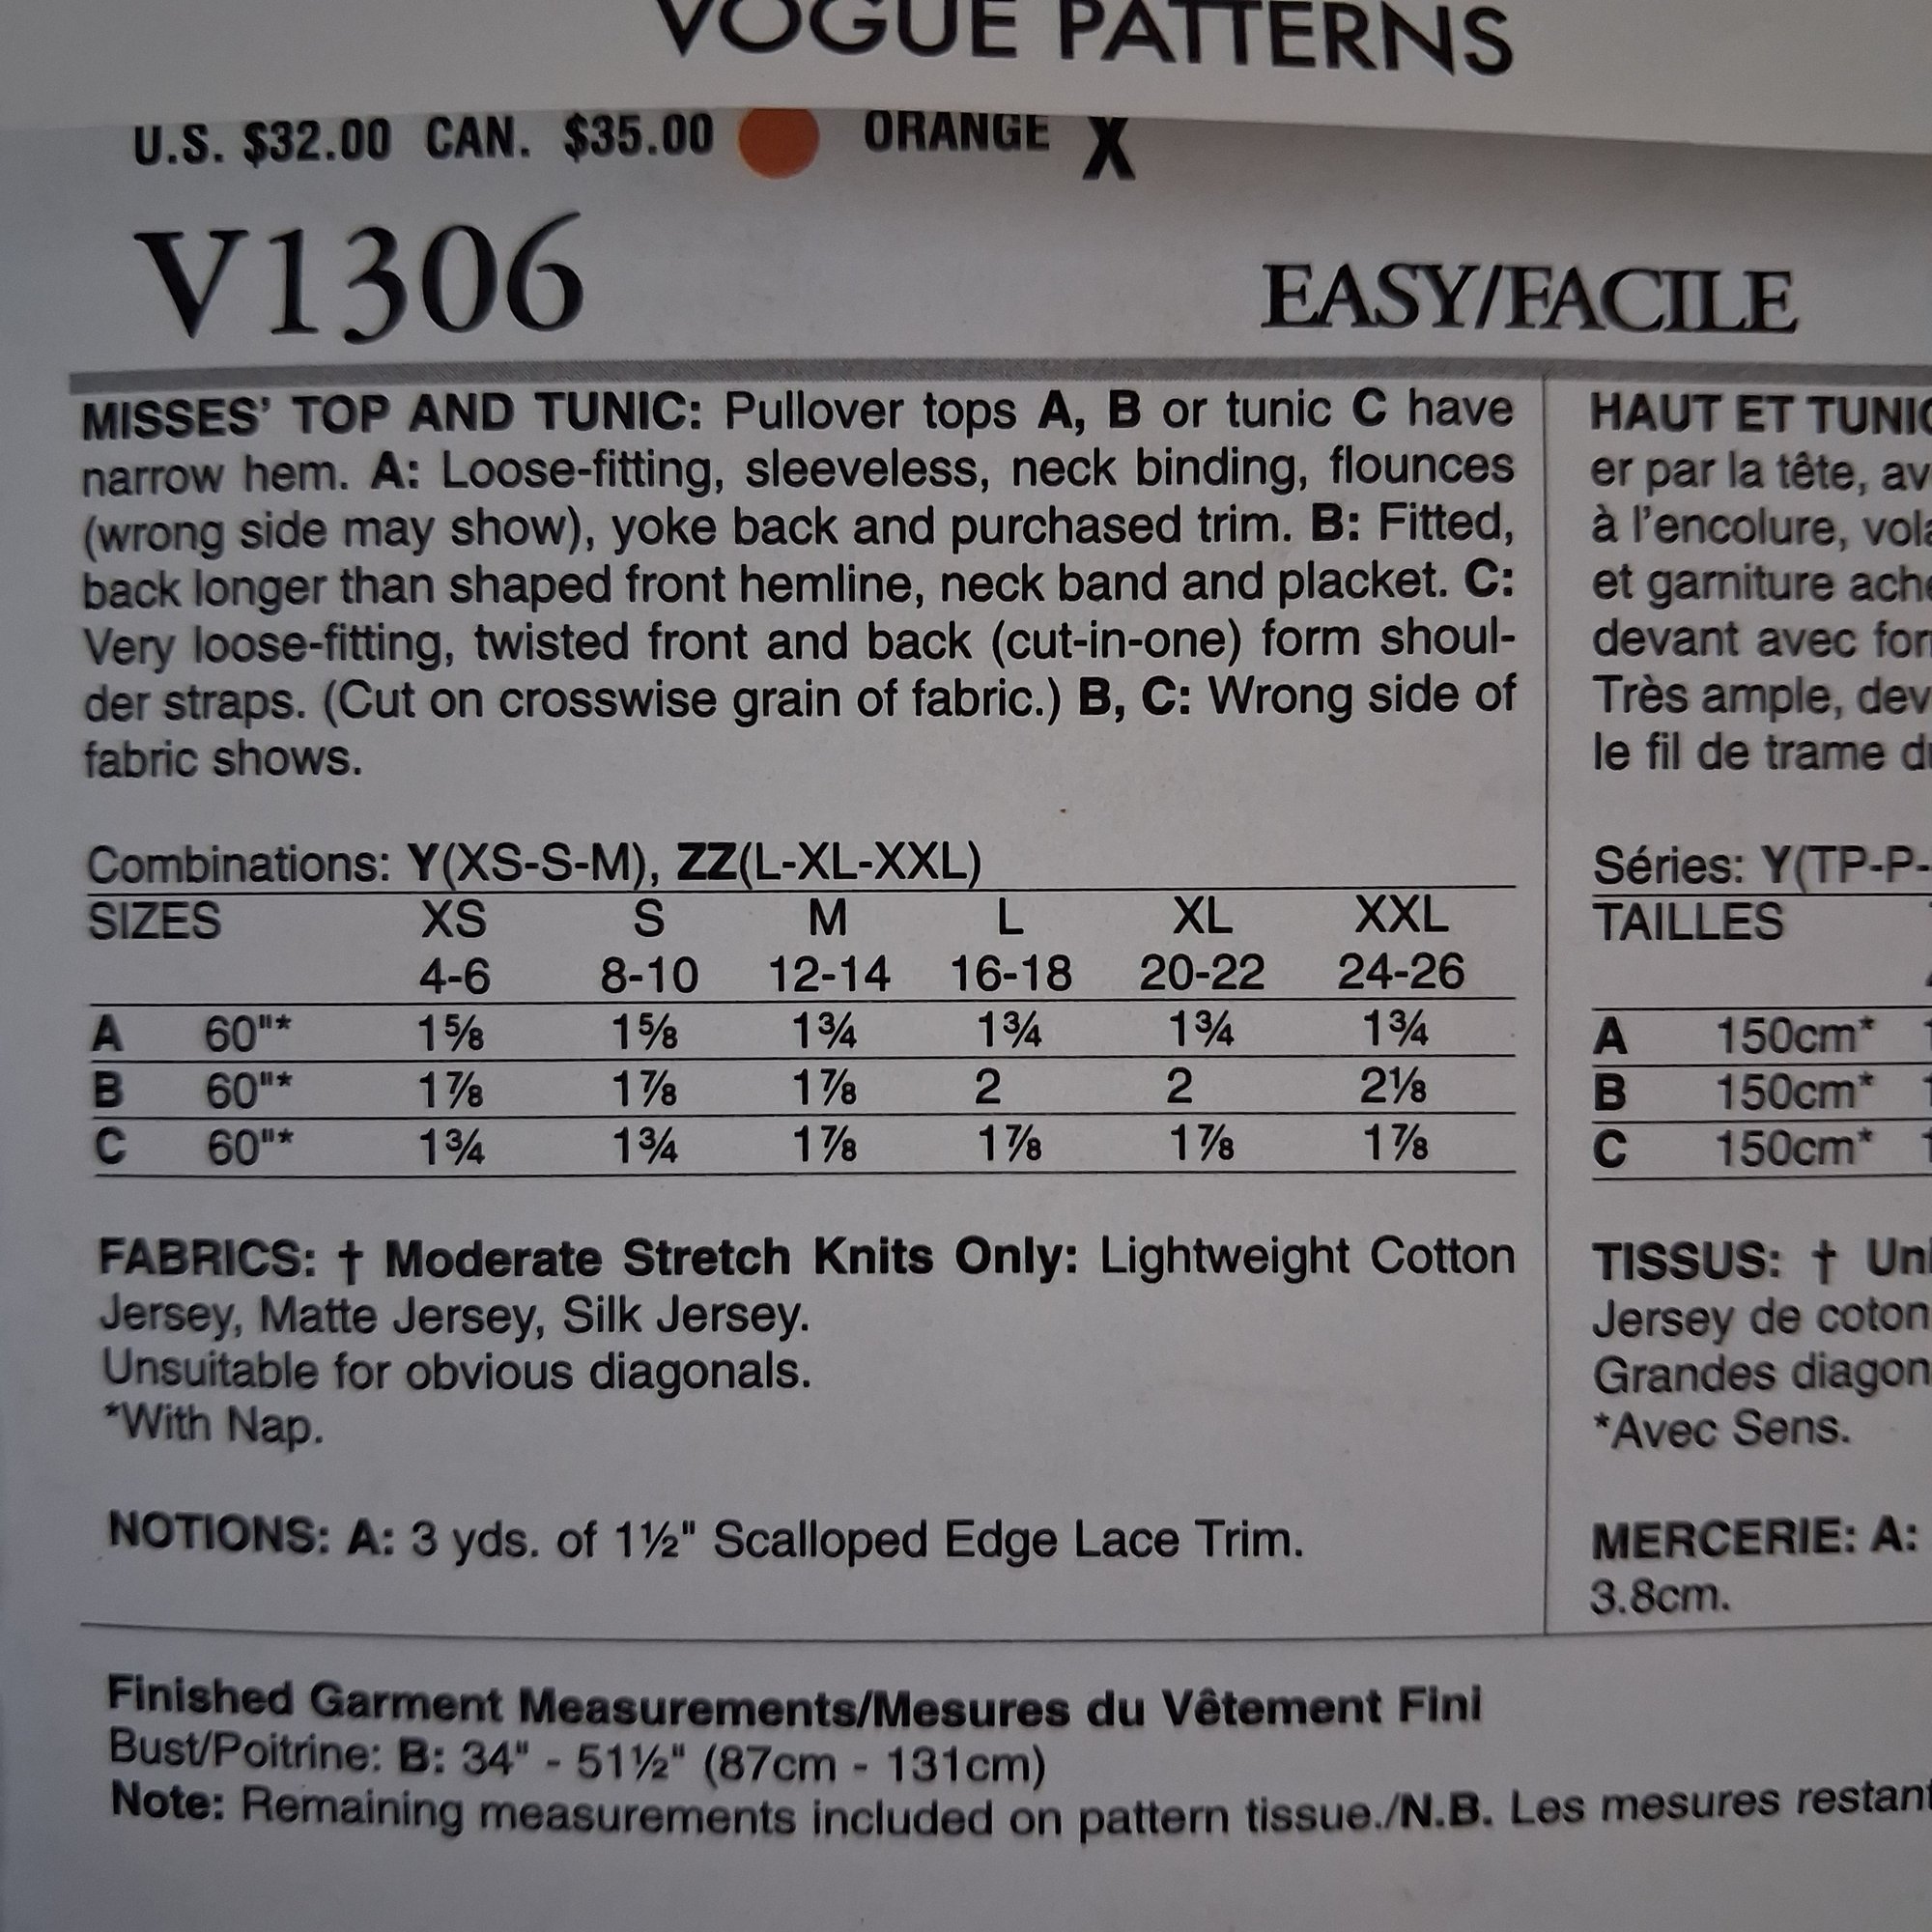 VOGUE PATTERNS
U.S. $32.00 CAN. $35.00 ORANGE X
V1306 EASY/FACILE
MISSES' TOP AND TUNIC: Pullover tops A, B or tunic C have
narrow hem. A: Loose-fitting, sleeveless, neck binding, flounces
(wrong side may show), yoke back and purchased trim. B: Fitted,
back longer than shaped front hemline, neck band and placket. C:
Very loose-fitting, twisted front and back (cut-in-one) form shoul-
der straps. (Cut on crosswise grain of fabric.) B, C: Wrong side of
fabric shows.
Combinations: Y(XS-S-M), ZZ(L-XL-XXL)
SIZES XS S M L XL XXL
4-6 8-10 12-14 16-18 20-22 24-26
A 60"* 1⅝ 1⅝ 1¾ 1¾ 1¾ 1¾
B 60"* 1⅞ 1⅞ 1⅞ 2 2 2⅛
C 60"* 1¾ 1¾ 1⅞ 1⅞ 1⅞ 1⅞
FABRICS: † Moderate Stretch Knits Only: Lightweight Cotton
Jersey, Matte Jersey, Silk Jersey.
Unsuitable for obvious diagonals.
*With Nap.
NOTIONS: A: 3 yds. of 1½" Scalloped Edge Lace Trim.
HAUT ET TUNIC
er par la tête, av
à l'encolure, vola
et garniture ache
devant avec for
Très ample, dev
le fil de trame du
Séries: Y(TP-P-
TAILLES
A 150cm*
B 150cm*
C 150cm*
TISSUS: † Uni
Jersey de coton
Grandes diagon
*Avec Sens.
MERCERIE: A:
3.8cm.
Finished Garment Measurements/Mesures du Vêtement Fini
Bust/Poitrine: B: 34" - 51½" (87cm - 131cm)
Note: Remaining measurements included on pattern tissue./N.B. Les mesures restant